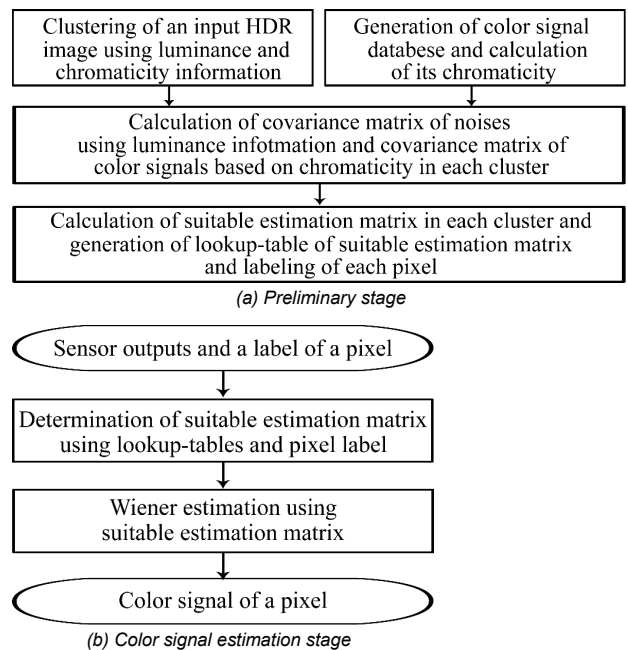 Clustering of an input HDR
image using luminance and
chromaticity information
Generation of color signal
databese and calculation
of its chromaticity
Calculation of covariance matrix of noises
using luminance infotmation and covariance matrix of
color signals based on chromaticity in each cluster
Calculation of suitable estimation matrix in each cluster and
generation of lookup-table of suitable estimation matrix
and labeling of each pixel
(a) Preliminary stage
Sensor outputs and a label of a pixel
Determination of suitable estimation matrix
using lookup-tables and pixel label
Wiener estimation using
suitable estimation matrix
Color signal of a pixel
(b) Color signal estimation stage